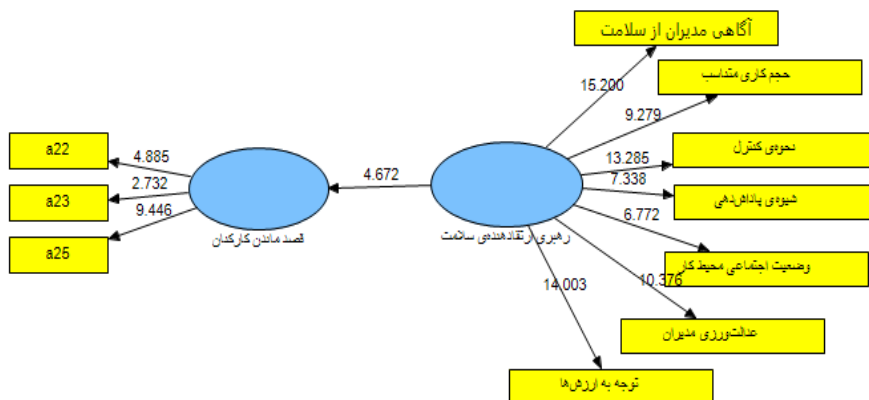 آگاهی مدیران از سلامت
15.200
حجم کاری متناسب
9.279
نحوه‌ی کنترل
13.285
7.338
شیوه‌ی پاداش‌دهی
6.772
وضعیت اجتماعی محیط کار
10.376
عدالت‌ورزی مدیران
14.003
توجه به ارزش‌ها
رهبری ارتقادهنده‌ی سلامت
4.672
قصد ماندن کارکنان
a22
4.885
a23
2.732
a25
9.446